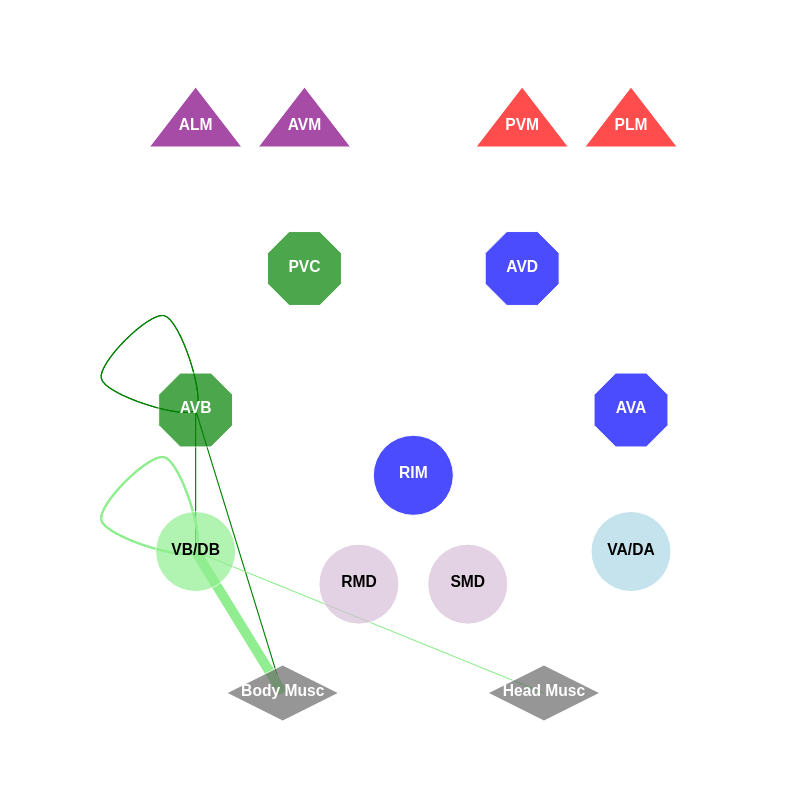 ALM
AVM
PVM
PLM
PVC
AVD
AVB
AVA
RIM
VB/DB
VA/DA
RMD
SMD
Body Musc
Head Musc